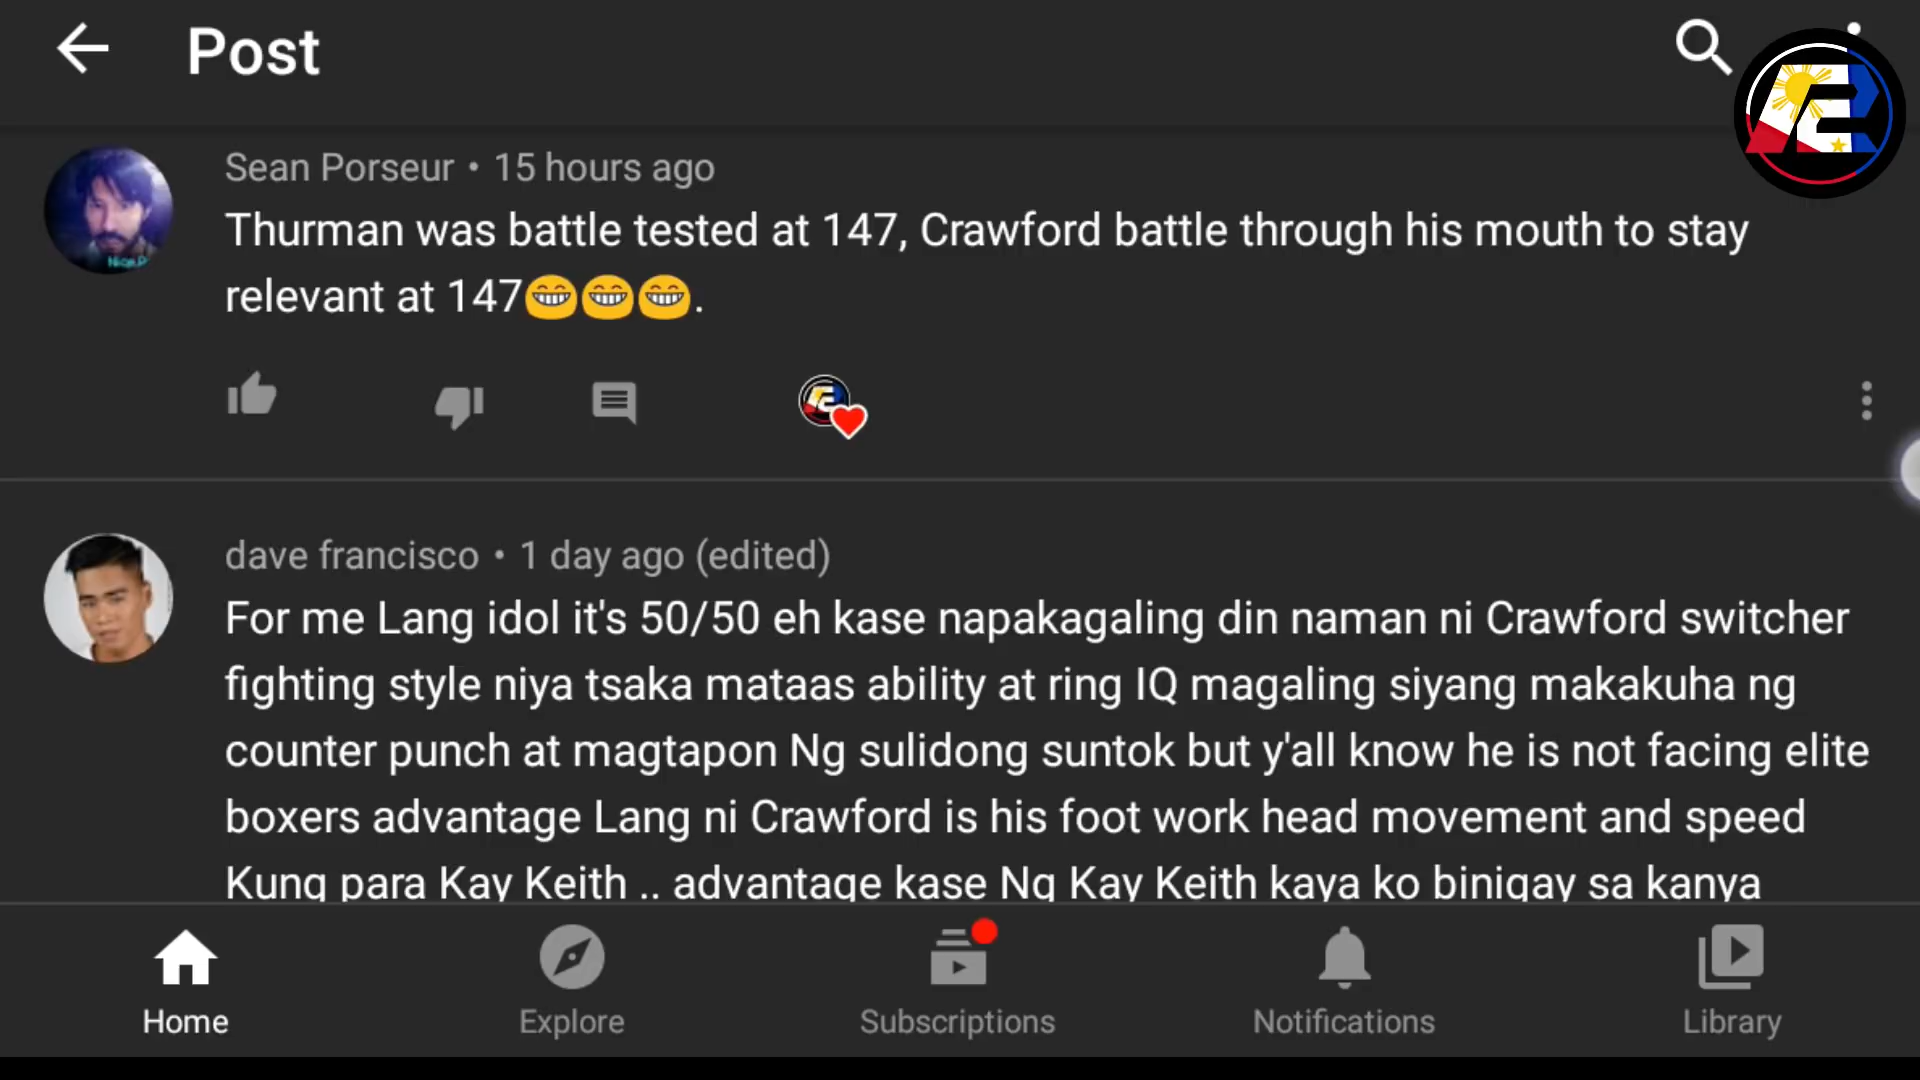 Post
Sean Porseur • 15 hours ago
Thurman was battle tested at 147, Crawford battle through his mouth to stay
relevant at 147😁😁😁.
dave francisco • 1 day ago (edited)
For me Lang idol it's 50/50 eh kase napakagaling din naman ni Crawford switcher
fighting style niya tsaka mataas ability at ring IQ magaling siyang makakuha ng
counter punch at magtapon Ng sulidong suntok but y'all know he is not facing elite
boxers advantage Lang ni Crawford is his foot work head movement and speed
Kung para Kay Keith .. advantage kase Ng Kay Keith kaya ko binigay sa kanya
Home
Explore
Subscriptions
Notifications
Library